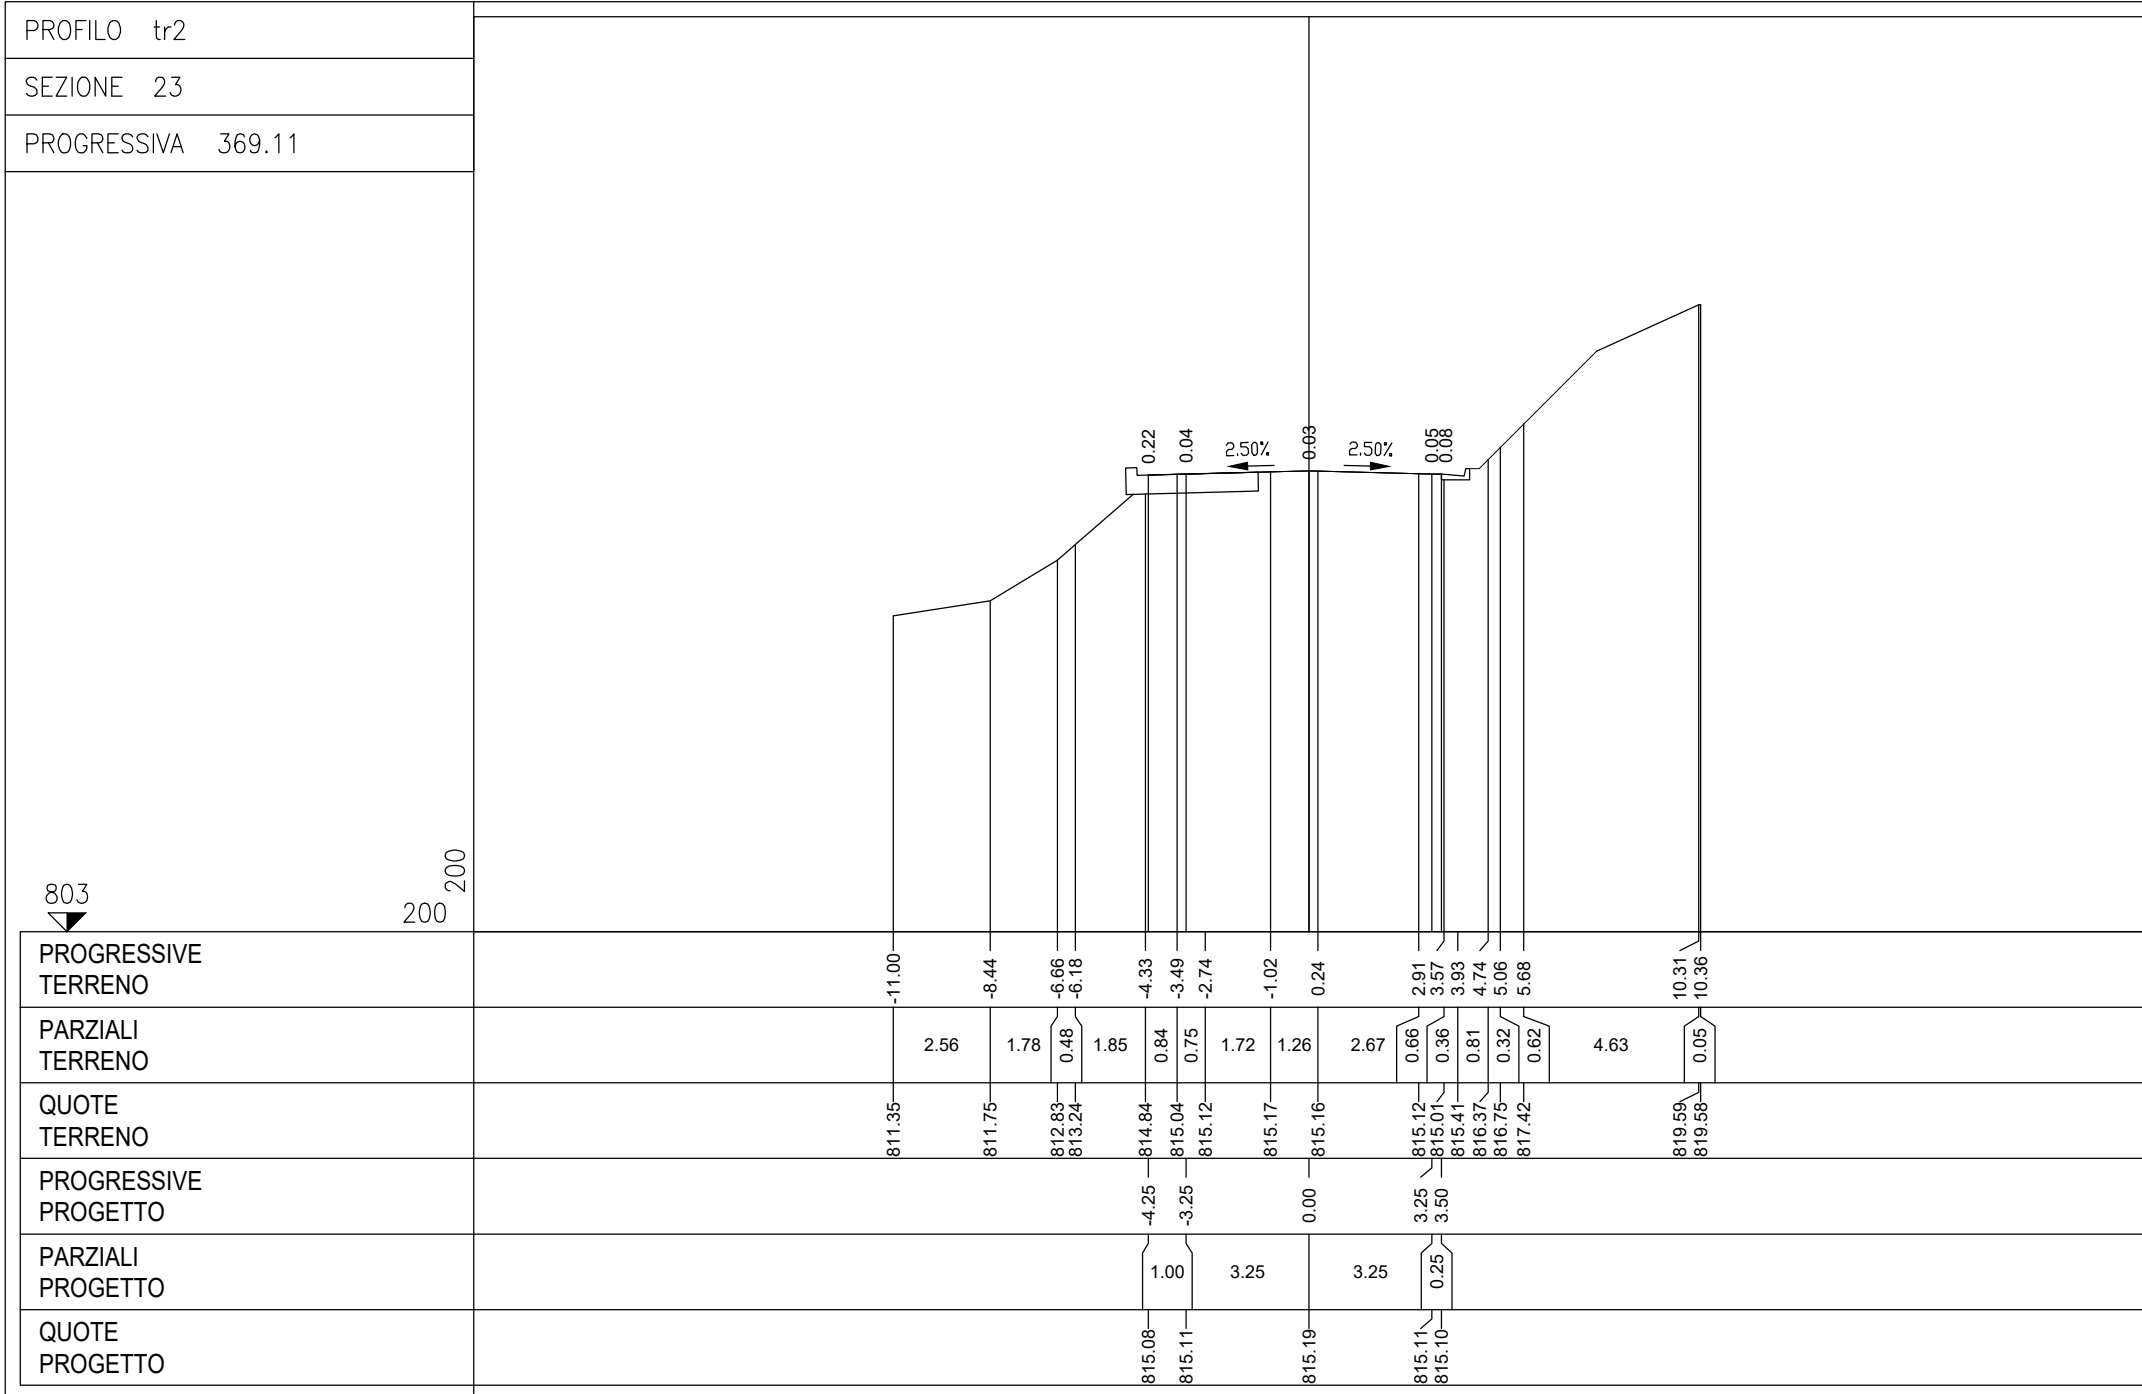 PROFILO tr2
SEZIONE 23
PROGRESSIVA 369.11
0.22 0.04 2.50% 0.03 2.50% 0.05 0.08
803
200
200
PROGRESSIVE
TERRENO
-11.00 -8.44 -6.66 -6.18 -4.33 -3.49 -2.74 -1.02 0.24 2.91 3.57 3.93 4.74 5.06 5.68 10.31 10.36
PARZIALI
TERRENO
2.56 1.78 0.48 1.85 0.84 0.75 1.72 1.26 2.67 0.66 0.36 0.81 0.32 0.62 4.63 0.05
QUOTE
TERRENO
811.35 811.75 812.83 813.24 814.84 815.04 815.12 815.17 815.16 815.12 815.01 815.41 816.37 816.75 817.42 819.59 819.58
PROGRESSIVE
PROGETTO
-4.25 -3.25 0.00 3.25 3.50
PARZIALI
PROGETTO
1.00 3.25 3.25 0.25
QUOTE
PROGETTO
815.08 815.11 815.19 815.11 815.10